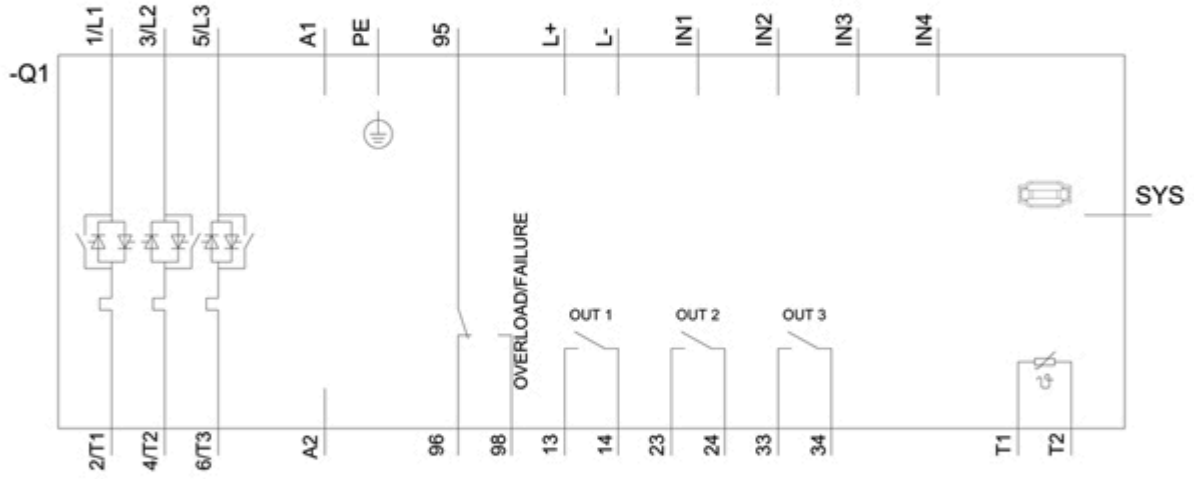 1/L1
3/L2
5/L3
A1
PE
95
L+
L-
IN1
IN2
IN3
IN4
-Q1
SYS
OVERLOAD/FAILURE
OUT 1
OUT 2
OUT 3
ϑ
2/T1
4/T2
6/T3
A2
96
98
13
14
23
24
33
34
T1
T2